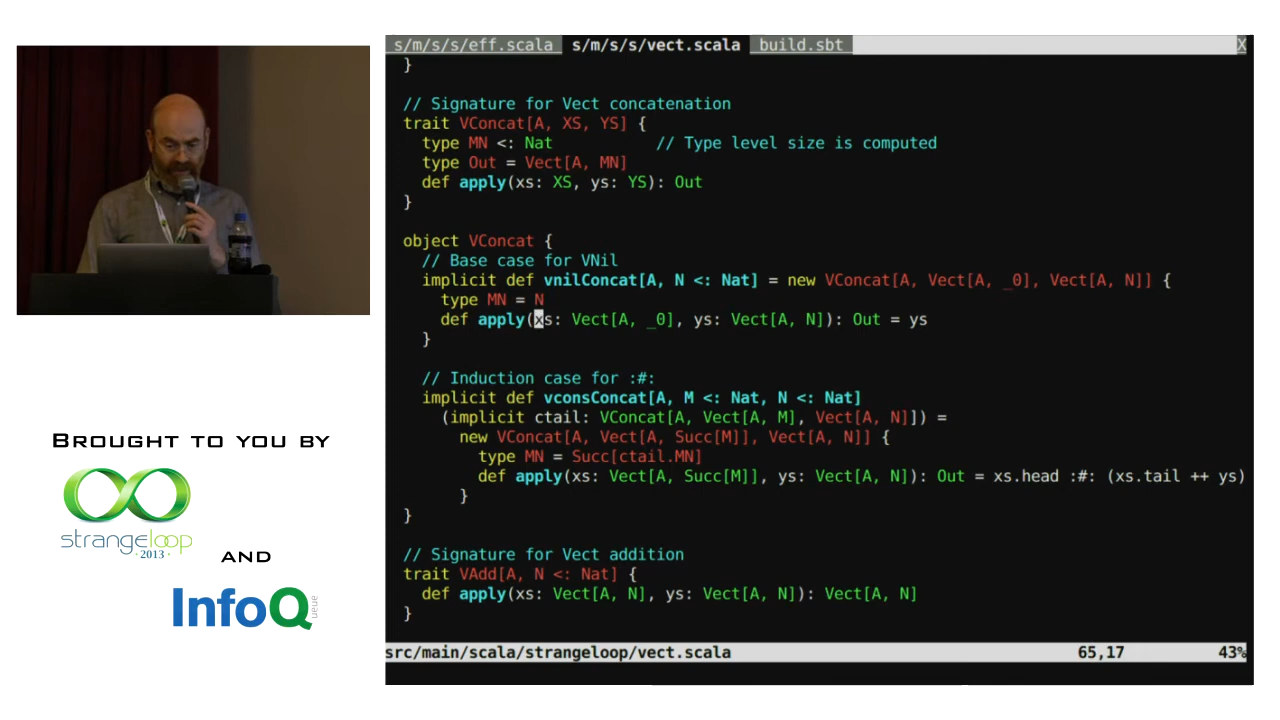 s/m/s/s/eff.scala s/m/s/s/vect.scala build.sbt X
}
// Signature for Vect concatenation
trait VConcat[A, XS, YS] {
type MN <: Nat // Type level size is computed
type Out = Vect[A, MN]
def apply(xs: XS, ys: YS): Out
}
object VConcat {
// Base case for VNil
implicit def vnilConcat[A, N <: Nat] = new VConcat[A, Vect[A, _0], Vect[A, N]] {
type MN = N
def apply(xs: Vect[A, _0], ys: Vect[A, N]): Out = ys
}
// Induction case for :#:
implicit def vconsConcat[A, M <: Nat, N <: Nat]
(implicit ctail: VConcat[A, Vect[A, M], Vect[A, N]]) =
new VConcat[A, Vect[A, Succ[M]], Vect[A, N]] {
type MN = Succ[ctail.MN]
def apply(xs: Vect[A, Succ[M]], ys: Vect[A, N]): Out = xs.head :#: (xs.tail ++ ys)
}
}
// Signature for Vect addition
trait VAdd[A, N <: Nat] {
def apply(xs: Vect[A, N], ys: Vect[A, N]): Vect[A, N]
}
src/main/scala/strangeloop/vect.scala 65,17 43%
BROUGHT TO YOU BY
strangeloop
·2013·
AND
InfoQ